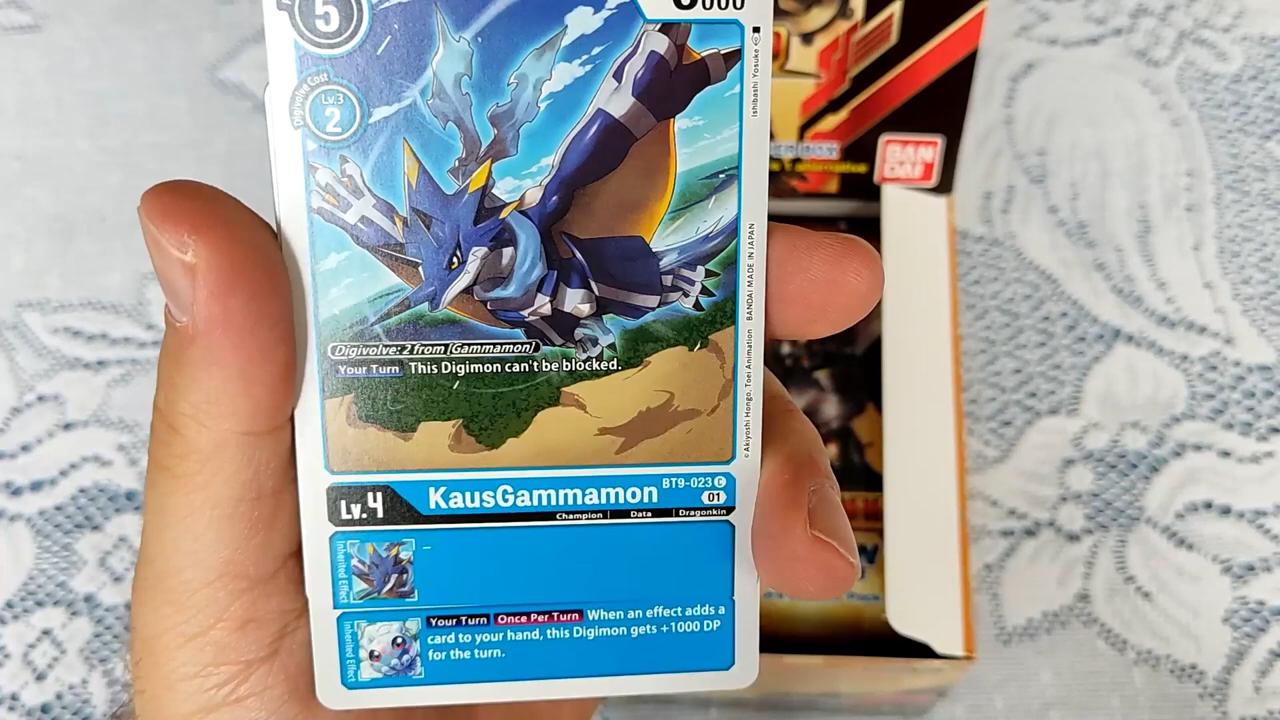 5
000
Digivolve Cost
Lv.3
2
Ishibashi Yosuke
©Akiyoshi Hongo, Toei Animation BANDAI MADE IN JAPAN
Digivolve: 2 from [Gammamon]
Your Turn This Digimon can't be blocked.
Lv.4
KausGammamon
BT9-023 C
01
Champion | Data | Dragonkin
Inherited Effect
–
Inherited Effect
Your Turn Once Per Turn When an effect adds a
card to your hand, this Digimon gets +1000 DP
for the turn.
BAN
DAI